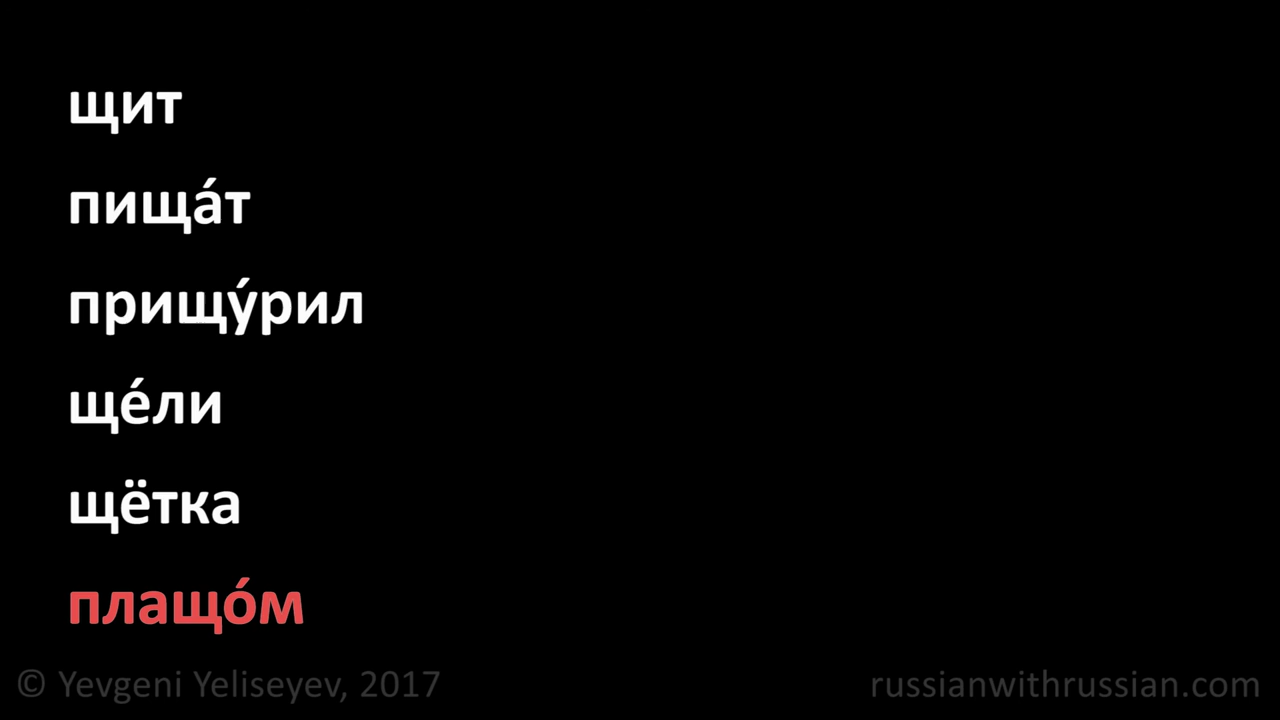 щит
пища́т
прищу́рил
ще́ли
щётка
плащо́м
© Yevgeni Yeliseyev, 2017
russianwithrussian.com